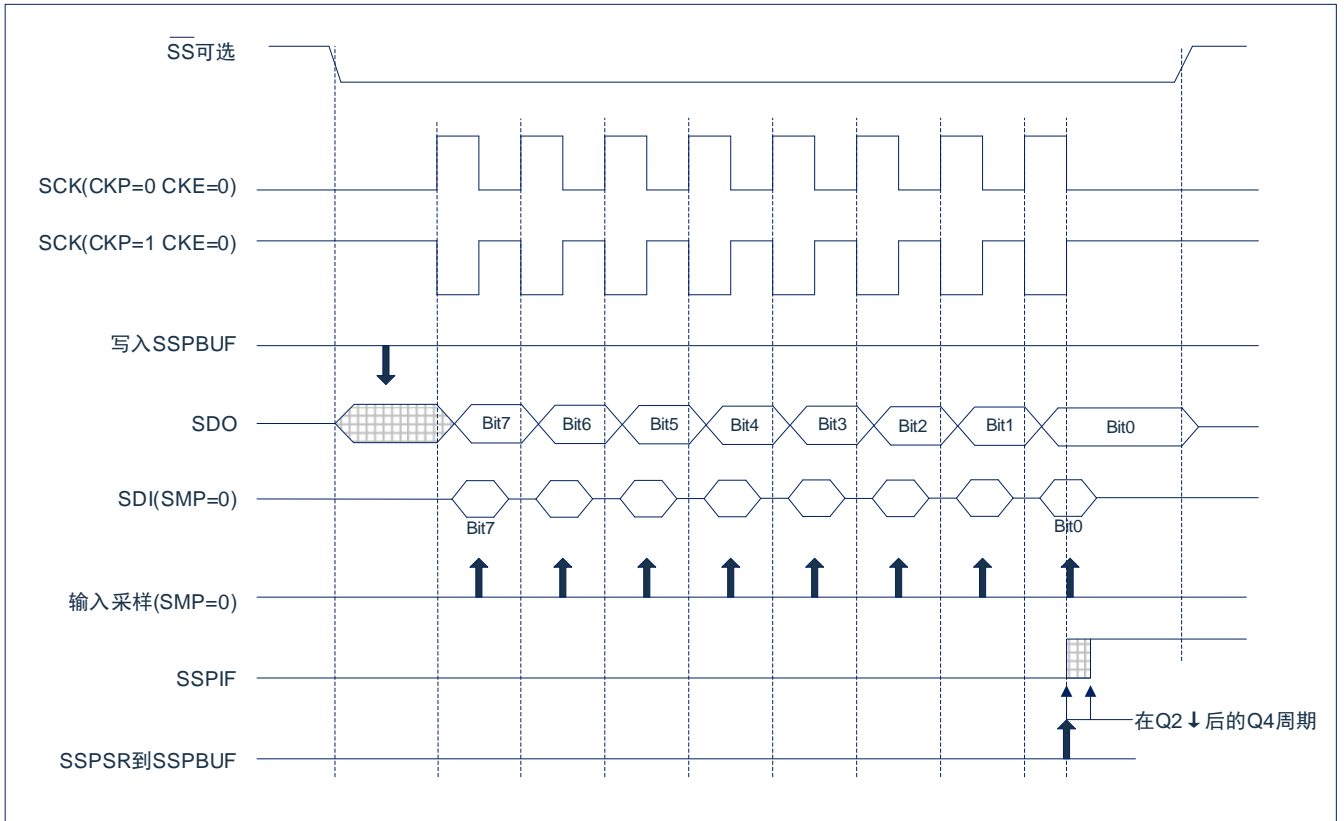 SS可选
SCK(CKP=0 CKE=0)
SCK(CKP=1 CKE=0)
写入SSPBUF
SDO
Bit7
Bit6
Bit5
Bit4
Bit3
Bit2
Bit1
Bit0
SDI(SMP=0)
Bit7
Bit0
输入采样(SMP=0)
SSPIF
在Q2↓后的Q4周期
SSPSR到SSPBUF